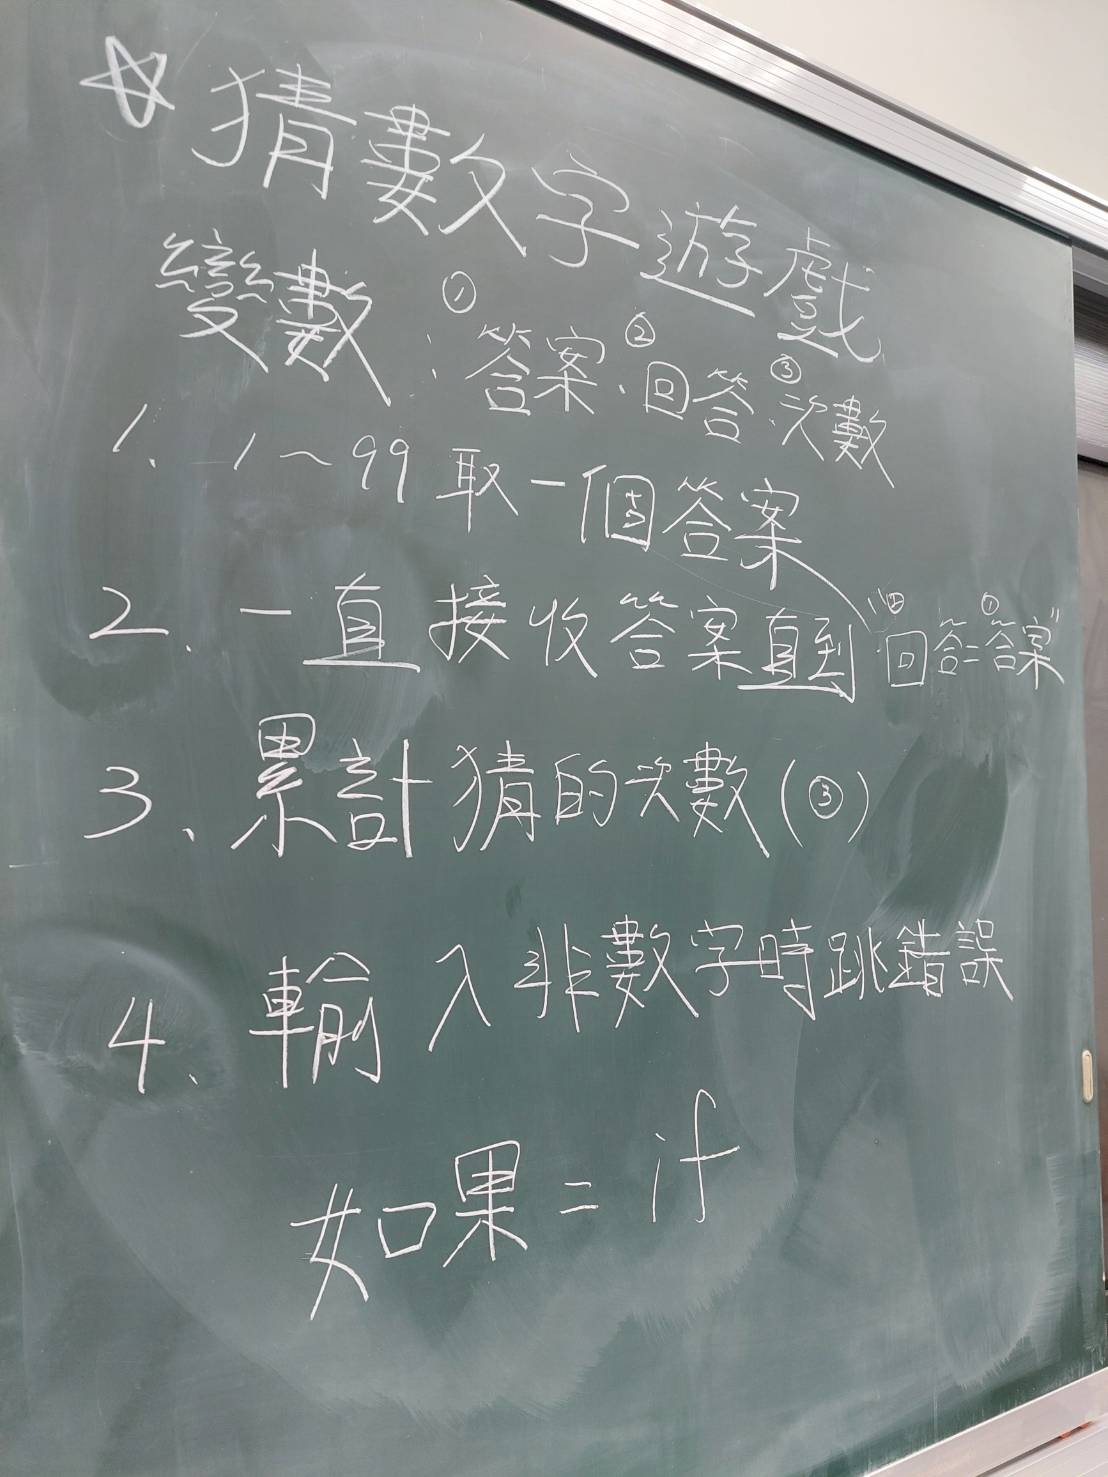 ☆猜數字遊戲
變數：①答案、②回答、③次數
1、1～99取一個答案
2、一直接收答案直到"②回答=①答案"
3、累計猜的次數(③)
4、輸入非數字時跳錯誤
如果=if